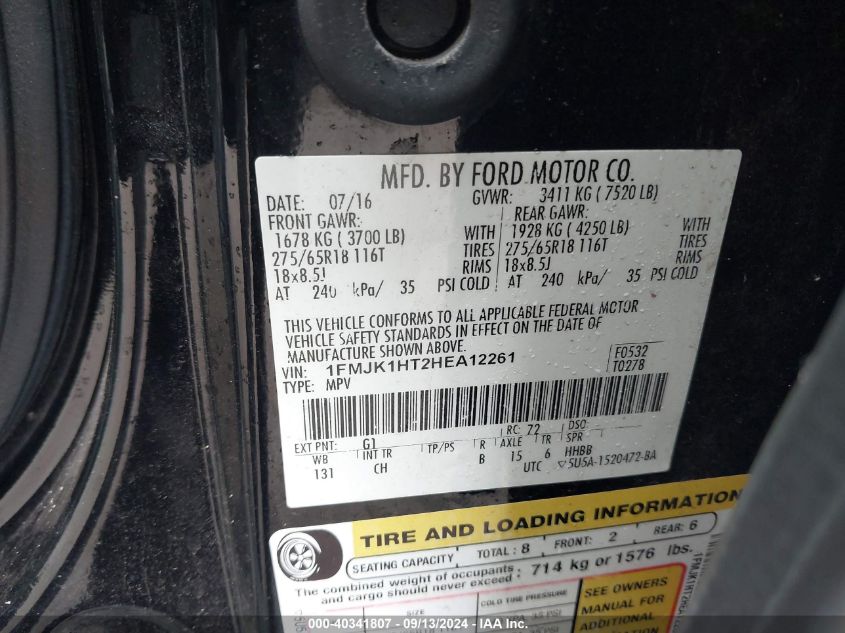 MFD. BY FORD MOTOR CO.
DATE: 07/16 GVWR: 3411 KG ( 7520 LB)
FRONT GAWR: REAR GAWR:
1678 KG ( 3700 LB) WITH 1928 KG ( 4250 LB) WITH
275/65R18 116T TIRES 275/65R18 116T TIRES
18x8.5J RIMS 18x8.5J RIMS
AT 240 kPa/ 35 PSI COLD AT 240 kPa/ 35 PSI COLD
THIS VEHICLE CONFORMS TO ALL APPLICABLE FEDERAL MOTOR
VEHICLE SAFETY STANDARDS IN EFFECT ON THE DATE OF
MANUFACTURE SHOWN ABOVE.
VIN: 1FMJK1HT2HEA12261 F0532
TYPE: MPV T0278
EXT PNT: G1 RC: 72 DSO:
WB INT TR TP/PS R AXLE TR SPR
131 CH B 15 6 HHBB
UTC ▽5U5A-1520472-BA
TIRE AND LOADING INFORMATION
SEATING CAPACITY TOTAL: 8 FRONT: 2 REAR: 6
The combined weight of occupants and cargo should never exceed: 714 kg or 1576 lbs.
SIZE COLD TIRE PRESSURE
35 PSI
SEE OWNERS
MANUAL FOR
ADDITIONAL
COPART